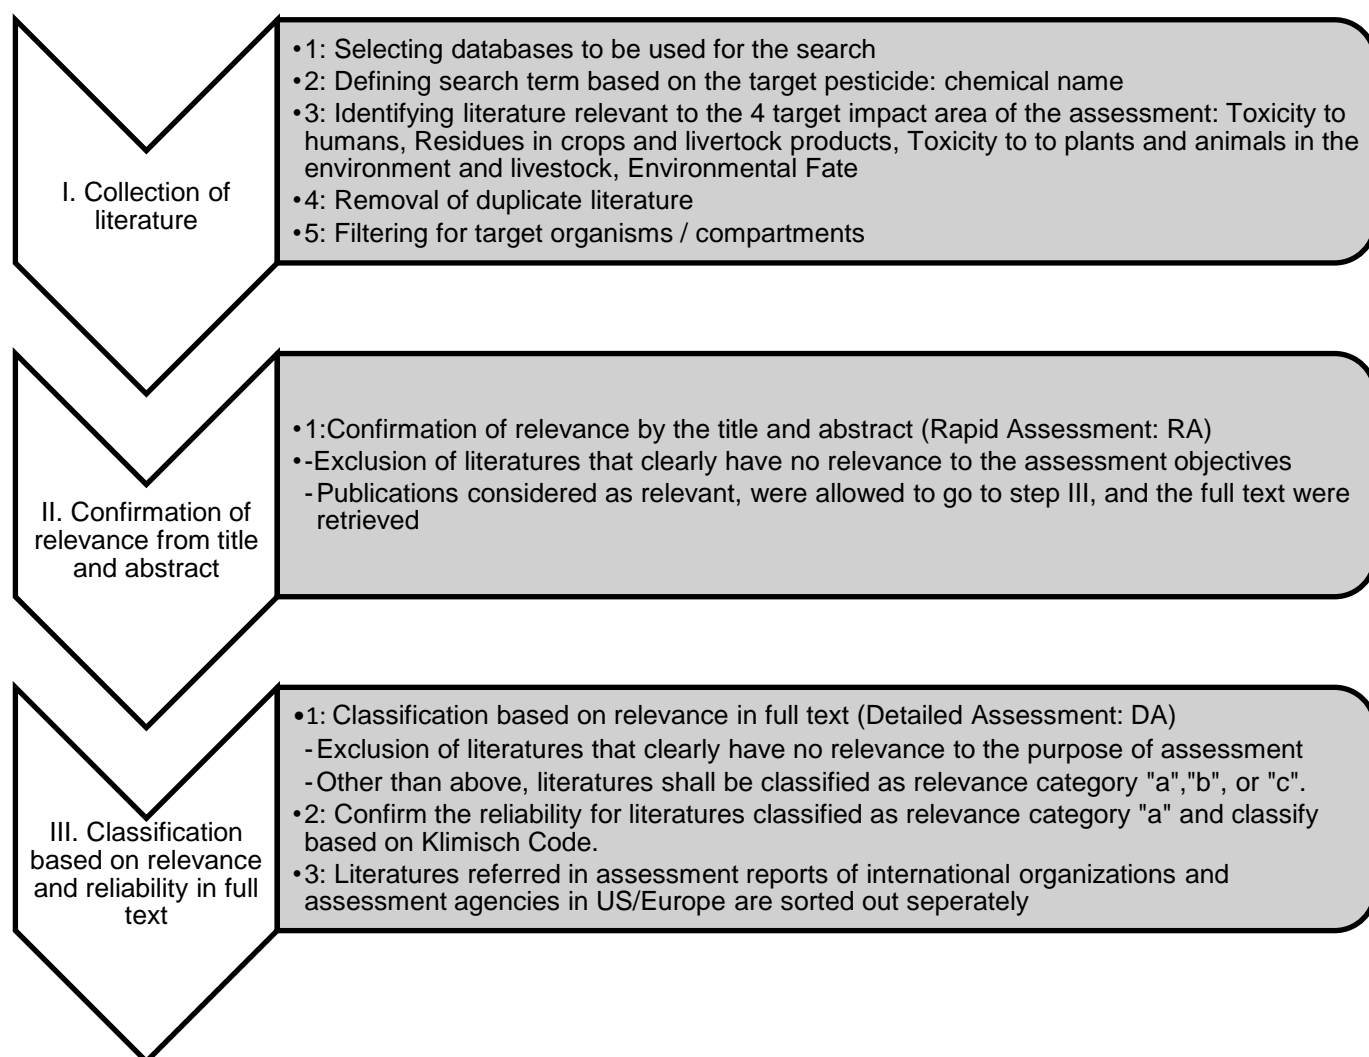 I. Collection of
literature
•1: Selecting databases to be used for the search
•2: Defining search term based on the target pesticide: chemical name
•3: Identifying literature relevant to the 4 target impact area of the assessment: Toxicity to
humans, Residues in crops and livertock products, Toxicity to to plants and animals in the
environment and livestock, Environmental Fate
•4: Removal of duplicate literature
•5: Filtering for target organisms / compartments
II. Confirmation of
relevance from title
and abstract
•1:Confirmation of relevance by the title and abstract (Rapid Assessment: RA)
•-Exclusion of literatures that clearly have no relevance to the assessment objectives
-Publications considered as relevant, were allowed to go to step III, and the full text were
retrieved
III. Classification
based on relevance
and reliability in full
text
•1: Classification based on relevance in full text (Detailed Assessment: DA)
-Exclusion of literatures that clearly have no relevance to the purpose of assessment
-Other than above, literatures shall be classified as relevance category "a","b", or "c".
•2: Confirm the reliability for literatures classified as relevance category "a" and classify
based on Klimisch Code.
•3: Literatures referred in assessment reports of international organizations and
assessment agencies in US/Europe are sorted out seperately